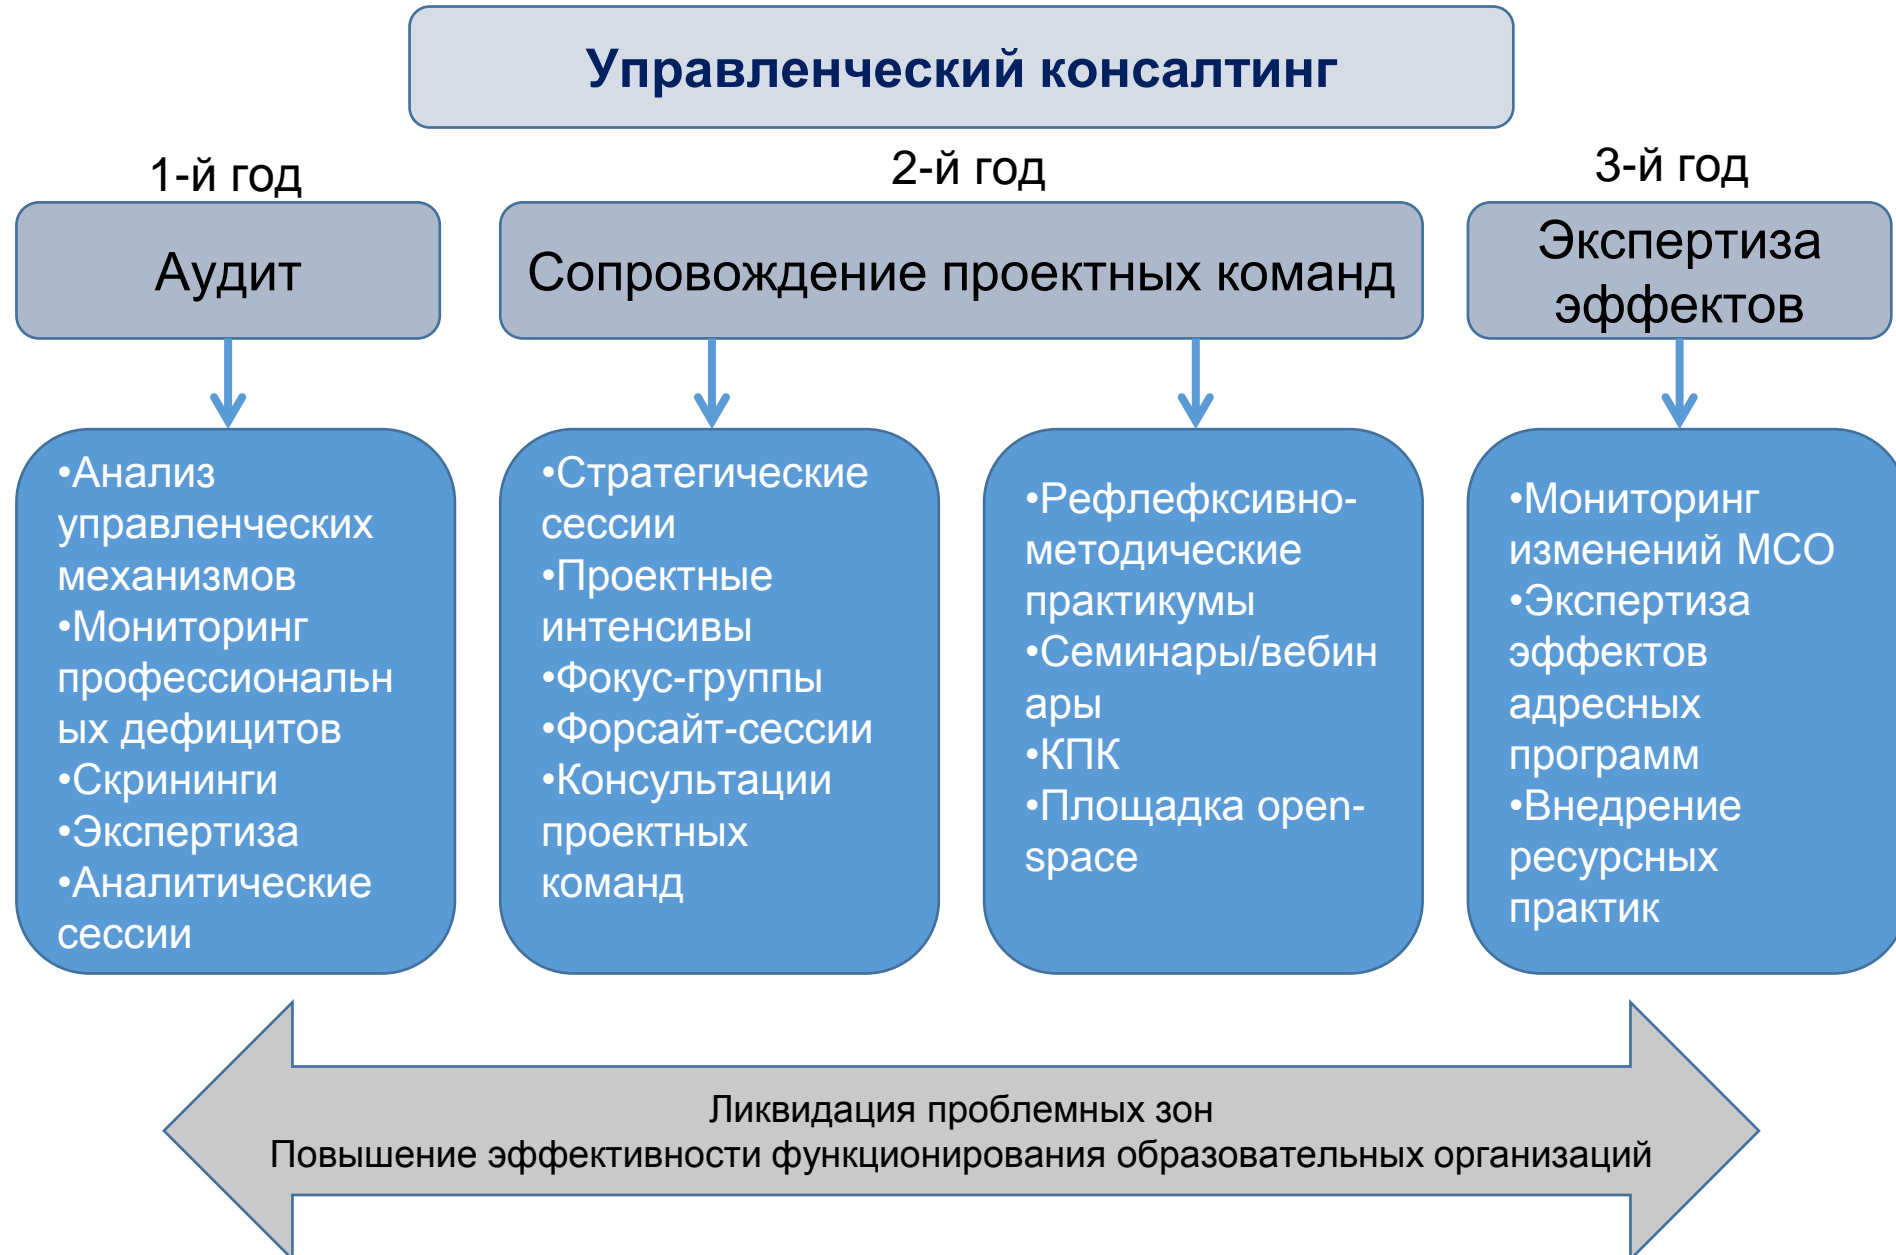 Управленческий консалтинг
1-й год
2-й год
3-й год
Аудит
Сопровождение проектных команд
Экспертиза
эффектов
•Анализ
управленческих
механизмов
•Мониторинг
профессиональн
ых дефицитов
•Скрининги
•Экспертиза
•Аналитические
сессии
•Стратегические
сессии
•Проектные
интенсивы
•Фокус-группы
•Форсайт-сессии
•Консультации
проектных
команд
•Рефлефксивно-
методические
практикумы
•Семинары/вебин
ары
•КПК
•Площадка open-
space
•Мониторинг
изменений МСО
•Экспертиза
эффектов
адресных
программ
•Внедрение
ресурсных
практик
Ликвидация проблемных зон
Повышение эффективности функционирования образовательных организаций